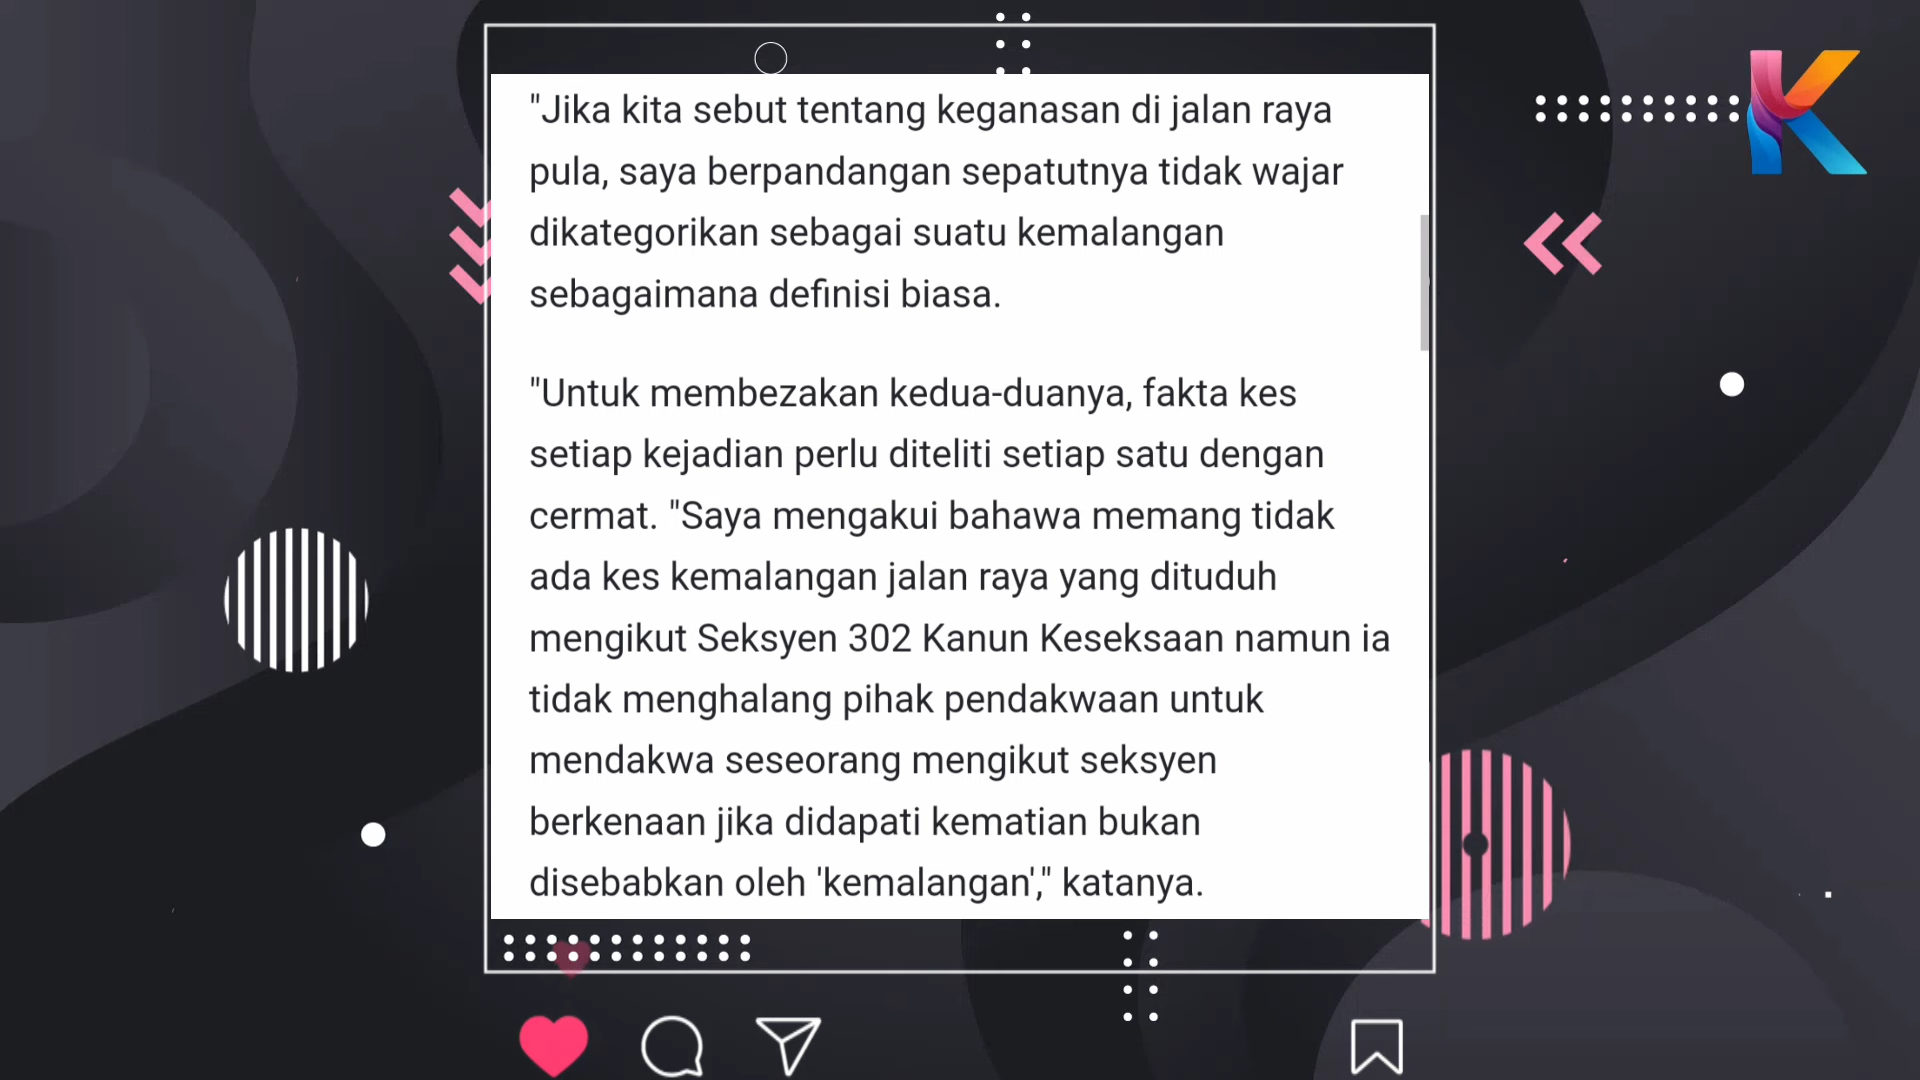 "Jika kita sebut tentang keganasan di jalan raya
pula, saya berpandangan sepatutnya tidak wajar
dikategorikan sebagai suatu kemalangan
sebagaimana definisi biasa.
"Untuk membezakan kedua-duanya, fakta kes
setiap kejadian perlu diteliti setiap satu dengan
cermat. "Saya mengakui bahawa memang tidak
ada kes kemalangan jalan raya yang dituduh
mengikut Seksyen 302 Kanun Keseksaan namun ia
tidak menghalang pihak pendakwaan untuk
mendakwa seseorang mengikut seksyen
berkenaan jika didapati kematian bukan
disebabkan oleh 'kemalangan'," katanya.
K